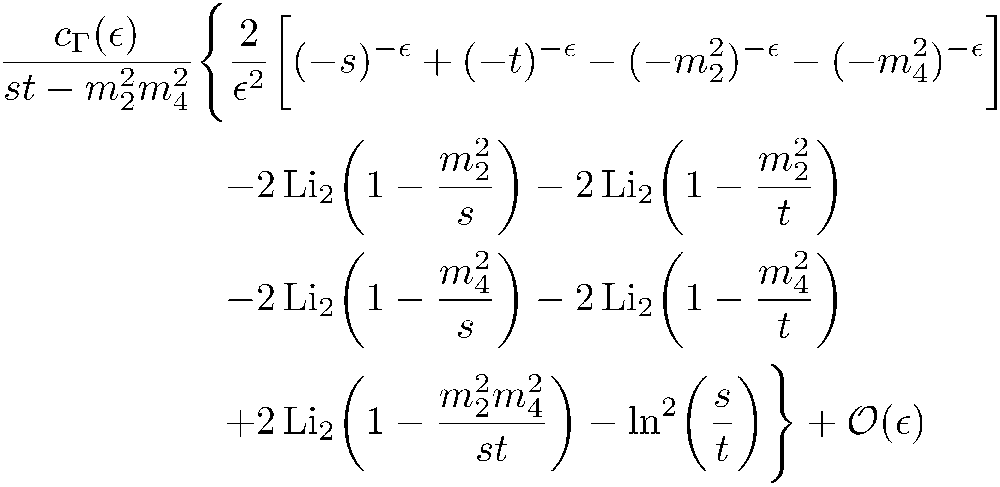 \frac{c_\Gamma(\epsilon)}{st - m_2^2 m_4^2} \Bigg\{ \frac{2}{\epsilon^2} \left[ (-s)^{-\epsilon} + (-t)^{-\epsilon} - (-m_2^2)^{-\epsilon} - (-m_4^2)^{-\epsilon} \right]
-2 \, \mathrm{Li}_2 \left( 1 - \frac{m_2^2}{s} \right) - 2 \, \mathrm{Li}_2 \left( 1 - \frac{m_2^2}{t} \right)
-2 \, \mathrm{Li}_2 \left( 1 - \frac{m_4^2}{s} \right) - 2 \, \mathrm{Li}_2 \left( 1 - \frac{m_4^2}{t} \right)
+2 \, \mathrm{Li}_2 \left( 1 - \frac{m_2^2 m_4^2}{st} \right) - \ln^2 \left( \frac{s}{t} \right) \Bigg\} + \mathcal{O}(\epsilon)